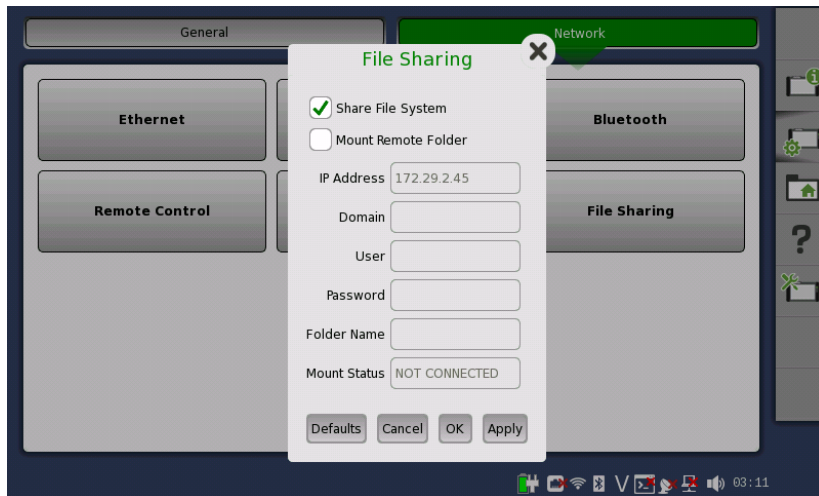 General
Network
File Sharing
Share File System
Mount Remote Folder
Ethernet
Bluetooth
IP Address 172.29.2.45
Domain
Remote Control
File Sharing
User
Password
Folder Name
Mount Status NOT CONNECTED
Defaults Cancel OK Apply
03:11